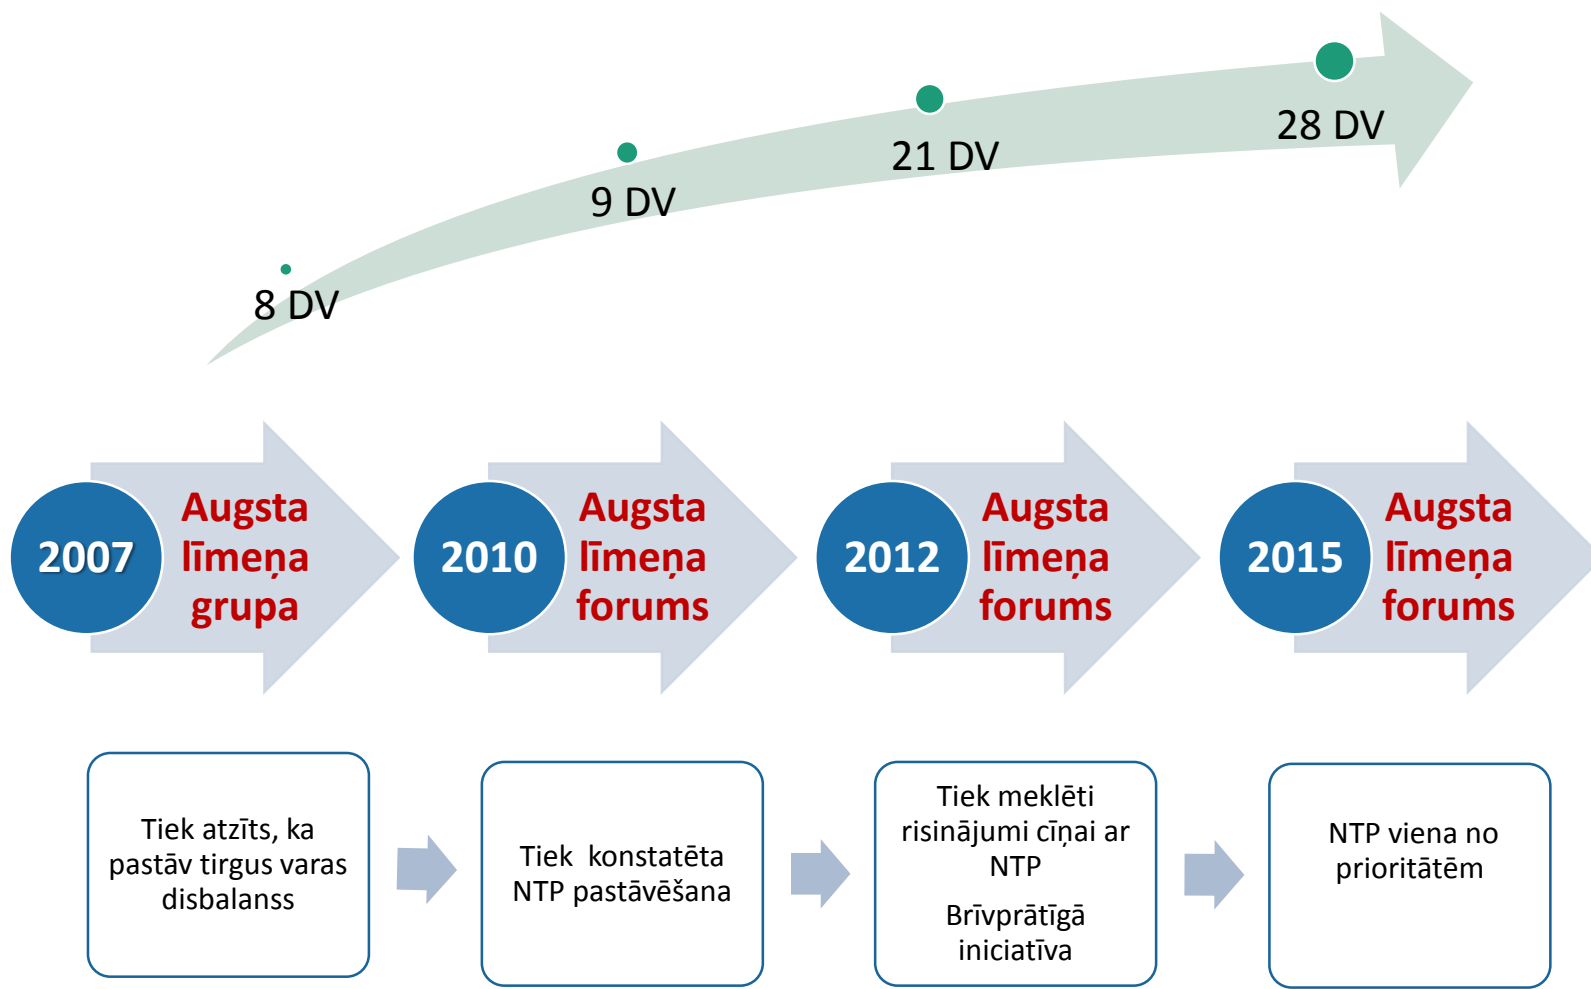 28 DV
21 DV
9 DV
8 DV
2007
Augsta
līmeņa
grupa
2010
Augsta
līmeņa
forums
2012
Augsta
līmeņa
forums
2015
Augsta
līmeņa
forums
Tiek atzīts, ka
pastāv tirgus varas
disbalanss
Tiek konstatēta
NTP pastāvēšana
Tiek meklēti
risinājumi cīņai ar
NTP
Brīvprātīgā
iniciatīva
NTP viena no
prioritātēm